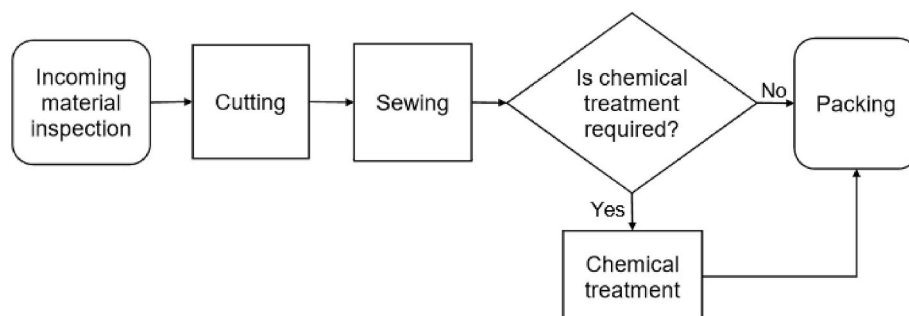 Incoming
material
inspection
Cutting
Sewing
Is chemical
treatment
required?
No
Packing
Yes
Chemical
treatment